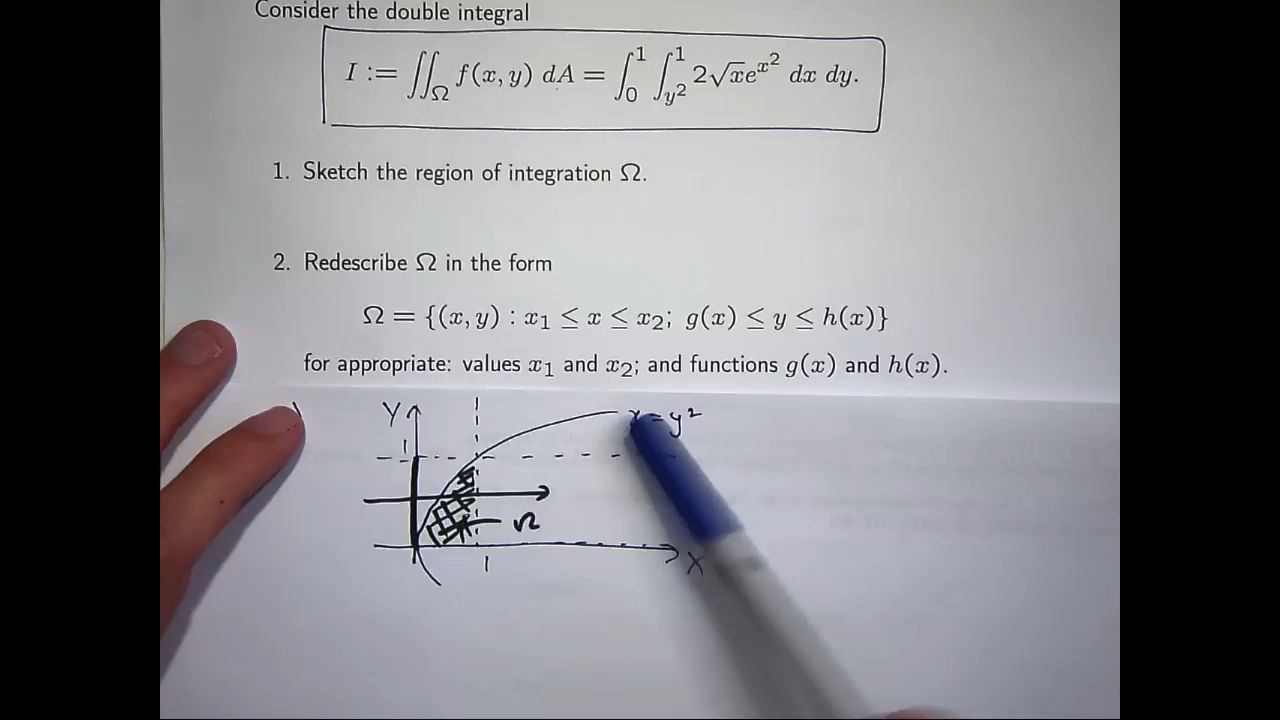 Consider the double integral
I := ∬_Ω f(x, y) dA = ∫_0^1 ∫_{y^2}^1 2√x e^{x^2} dx dy.
1. Sketch the region of integration Ω.
2. Redescribe Ω in the form
Ω = {(x, y) : x_1 ≤ x ≤ x_2; g(x) ≤ y ≤ h(x)}
for appropriate: values x_1 and x_2; and functions g(x) and h(x).
Y
x = y^2
1
Ω
1
X